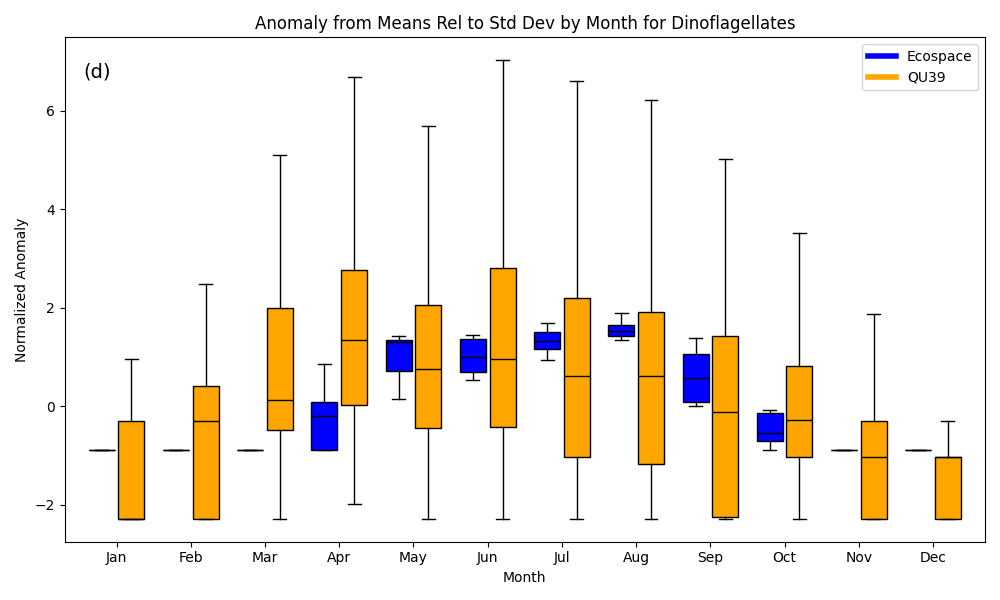 Anomaly from Means Rel to Std Dev by Month for Dinoflagellates
(d)
Ecospace
QU39
Normalized Anomaly
6
4
2
0
−2
Jan Feb Mar Apr May Jun Jul Aug Sep Oct Nov Dec
Month